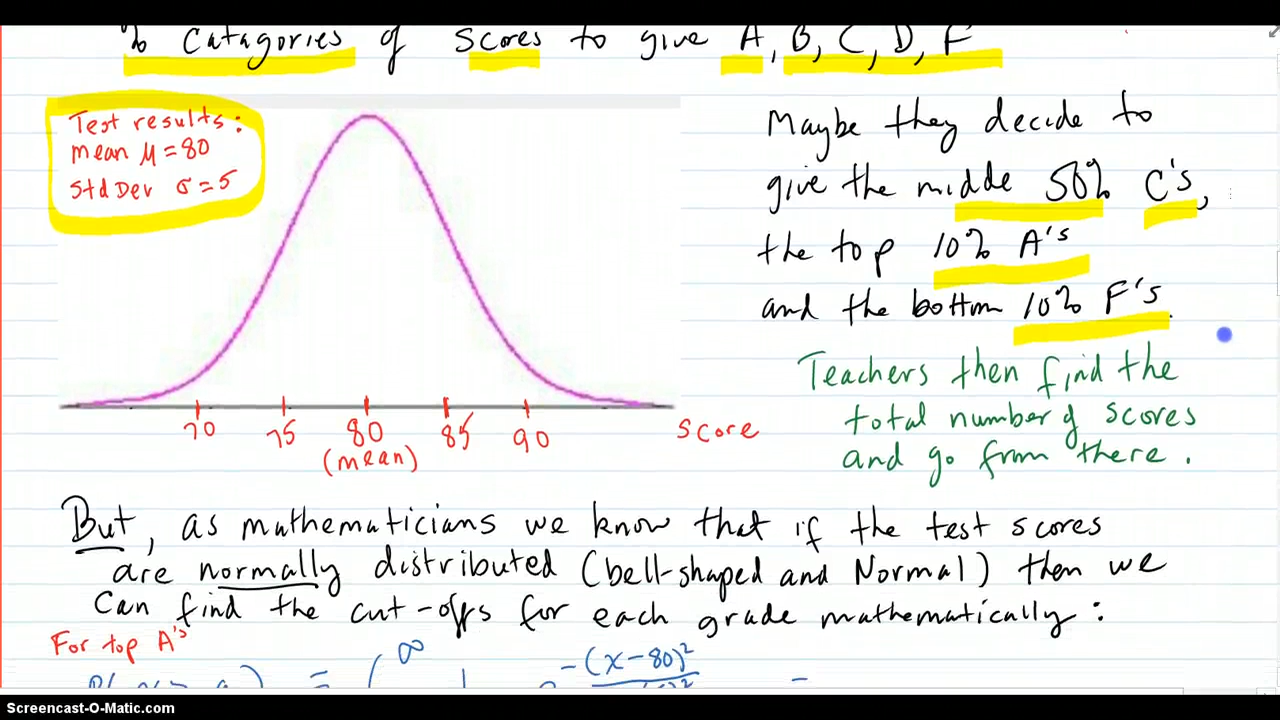 % Catagories of Scores to give A, B, C, D, F
Test results:
mean μ = 80
Std Dev σ = 5
Maybe they decide to
give the midde 50% C's,
the top 10% A's
and the bottom 10% F's.
Teachers then find the
total number of scores
and go from there.
70 75 80 85 90 Score
(mean)
But, as mathematicians we know that if the test scores
are normally distributed (bell-shaped and Normal) then we
can find the cut-offs for each grade mathematically:
For top A's
∞
-(x-80)²
Screencast-O-Matic.com